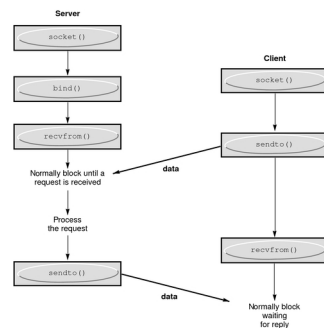 Server
socket()
bind()
recvfrom()
Normally block until a
request is received
Process
the request
sendto()
Client
socket()
sendto()
data
recvfrom()
data
Normally block
waiting
for reply